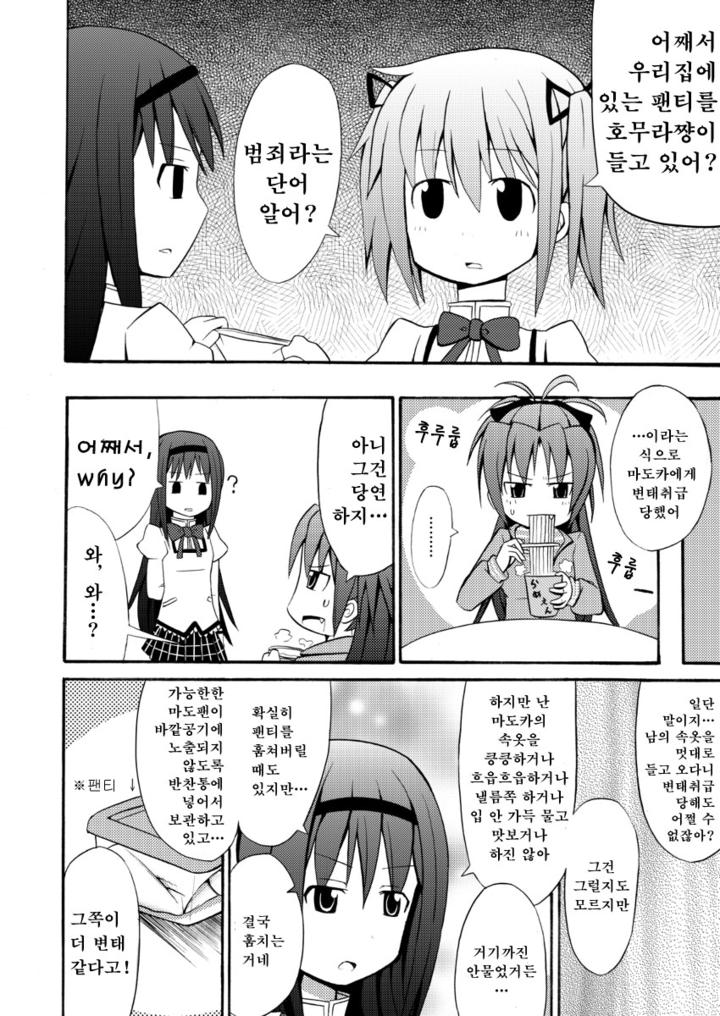 어째서
우리집에
있는 팬티를
호무라쨩이
들고 있어?
범죄라는
단어
알어?
…이라는
식으로
마도카에게
변태취급
당했어
후루룹
……
후룹
らぁめん
아니
그건
당연
하지…
어째서,
why?
?
와, 와
…?
일단
말이지…
남의 속옷을
멋대로
들고 오다니
변태취급
당해도
어쩔 수
없잖아?
그건
그럴지도
모르지만
하지만 난
마도카의
속옷을
킁킁하거나
흐읍흐읍하거나
낼름쪽 하거나
입 안 가득 물고
맛보거나
하진 않아
거기까진
안물었거든
…
확실히
팬티를
훔쳐버릴
때도
있지만…
결국
훔치는
거네
가능한한
마도팬이
바깥공기에
노출되지
않도록
반찬통에
넣어서
보관하고
있고…
※팬티 ↓
그쪽이
더 변태
같다고!